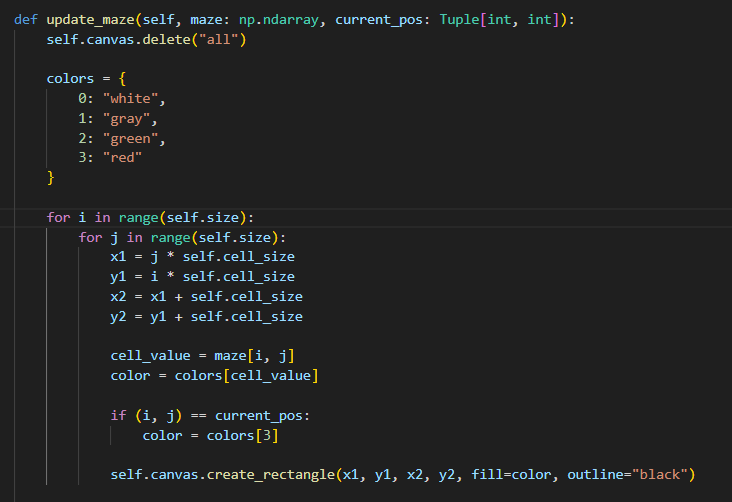 def update_maze(self, maze: np.ndarray, current_pos: Tuple[int, int]):
    self.canvas.delete("all")

    colors = {
        0: "white",
        1: "gray",
        2: "green",
        3: "red"
    }

    for i in range(self.size):
        for j in range(self.size):
            x1 = j * self.cell_size
            y1 = i * self.cell_size
            x2 = x1 + self.cell_size
            y2 = y1 + self.cell_size

            cell_value = maze[i, j]
            color = colors[cell_value]

            if (i, j) == current_pos:
                color = colors[3]

            self.canvas.create_rectangle(x1, y1, x2, y2, fill=color, outline="black")